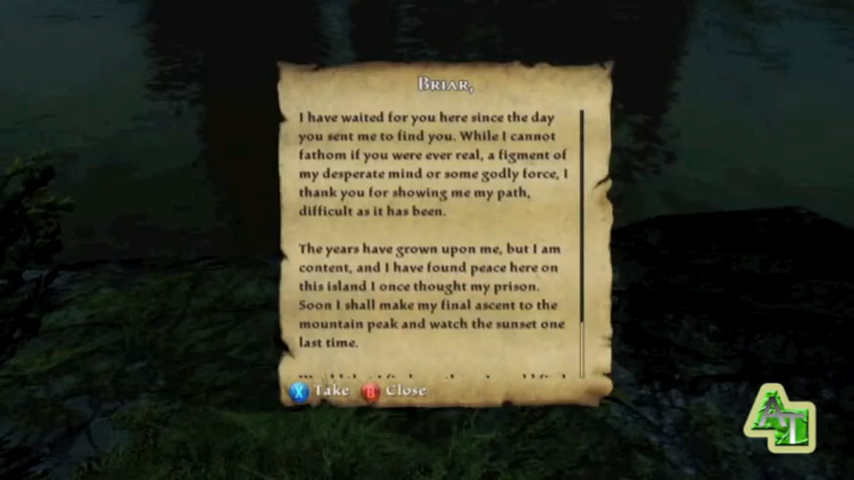 Briar,
I have waited for you here since the day
you sent me to find you. While I cannot
fathom if you were ever real, a figment of
my desperate mind or some godly force, I
thank you for showing me my path,
difficult as it has been.
The years have grown upon me, but I am
content, and I have found peace here on
this island I once thought my prison.
Soon I shall make my final ascent to the
mountain peak and watch the sunset one
last time.
X Take B Close
AT